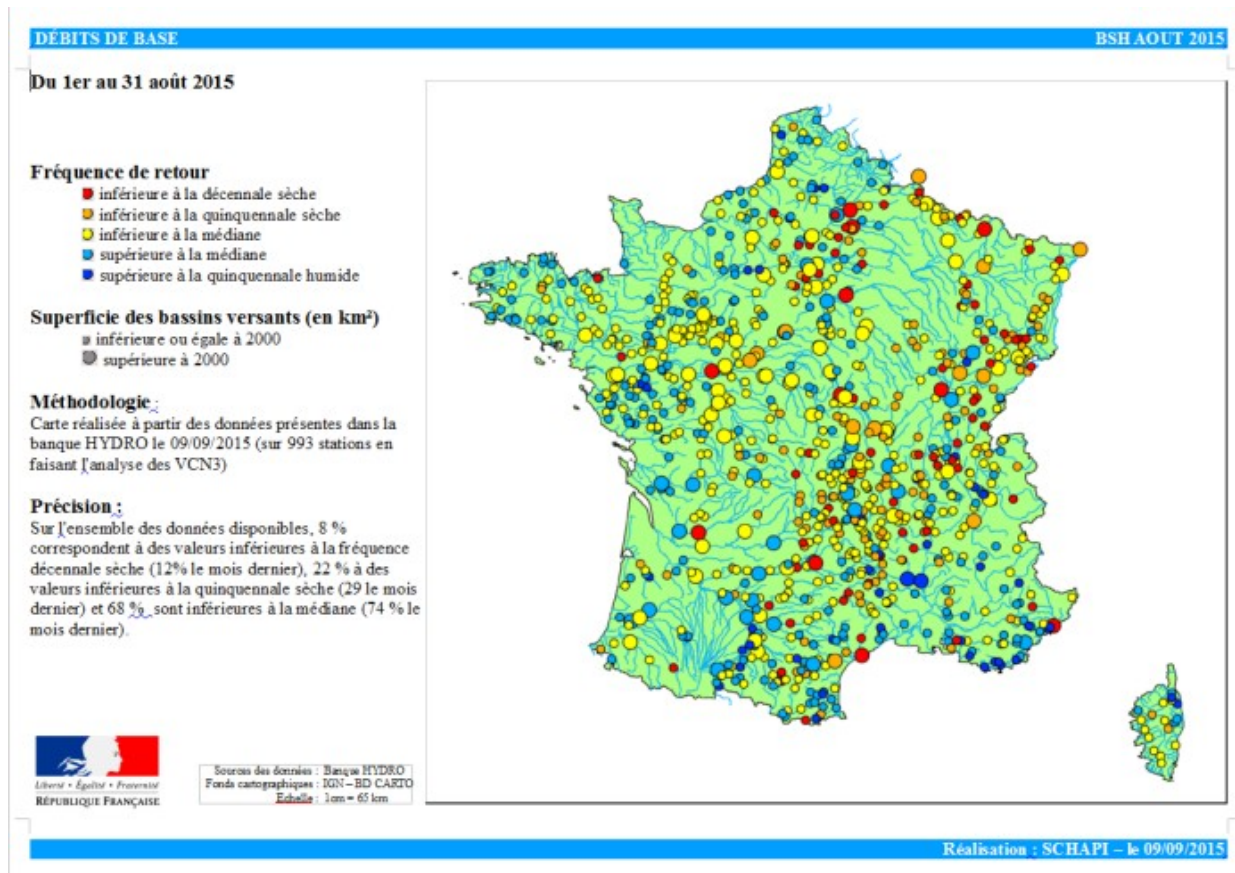 DÉBITS DE BASE
BSH AOUT 2015
Du 1er au 31 août 2015
Fréquence de retour
inférieure à la décennale sèche
inférieure à la quinquennale sèche
inférieure à la médiane
supérieure à la médiane
supérieure à la quinquennale humide
Superficie des bassins versants (en km²)
inférieure ou égale à 2000
supérieure à 2000
Méthodologie :
Carte réalisée à partir des données présentes dans la
banque HYDRO le 09/09/2015 (sur 993 stations en
faisant l'analyse des VCN3)
Précision :
Sur l'ensemble des données disponibles, 8 %
correspondent à des valeurs inférieures à la fréquence
décennale sèche (12% le mois dernier), 22 % à des
valeurs inférieures à la quinquennale sèche (29 le mois
dernier) et 68 % sont inférieures à la médiane (74 % le
mois dernier).
Liberté • Égalité • Fraternité
RÉPUBLIQUE FRANÇAISE
Sources des données : Banque HYDRO
Fonds cartographiques : IGN – BD CARTO
Echelle : 1cm = 65 km
Réalisation : SCHAPI – le 09/09/2015